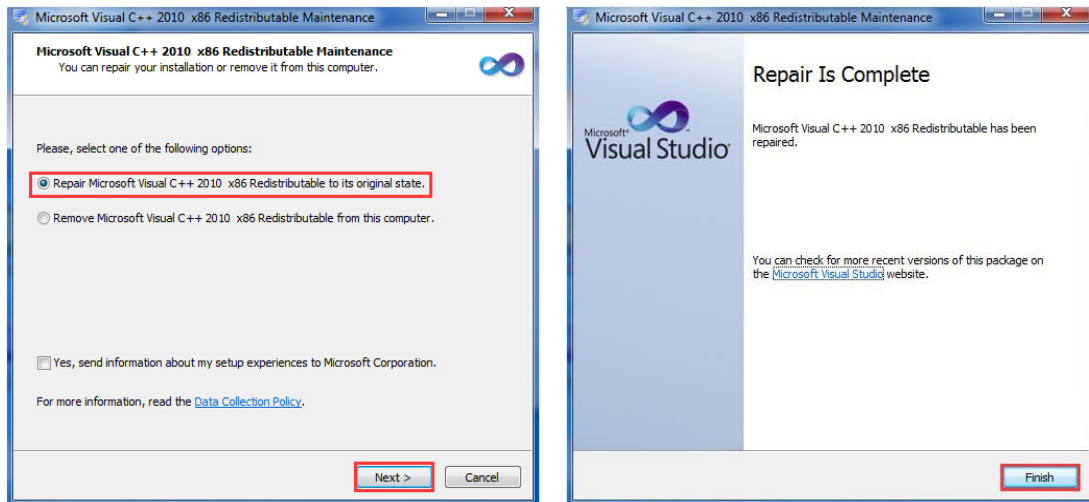 Microsoft Visual C++ 2010 x86 Redistributable Maintenance
Microsoft Visual C++ 2010 x86 Redistributable Maintenance
You can repair your installation or remove it from this computer.
Please, select one of the following options:
Repair Microsoft Visual C++ 2010 x86 Redistributable to its original state.
Remove Microsoft Visual C++ 2010 x86 Redistributable from this computer.
Yes, send information about my setup experiences to Microsoft Corporation.
For more information, read the Data Collection Policy.
Next >
Cancel
Microsoft Visual C++ 2010 x86 Redistributable Maintenance
Microsoft
Visual Studio
Repair Is Complete
Microsoft Visual C++ 2010 x86 Redistributable has been
repaired.
You can check for more recent versions of this package on
the Microsoft Visual Studio website.
Finish